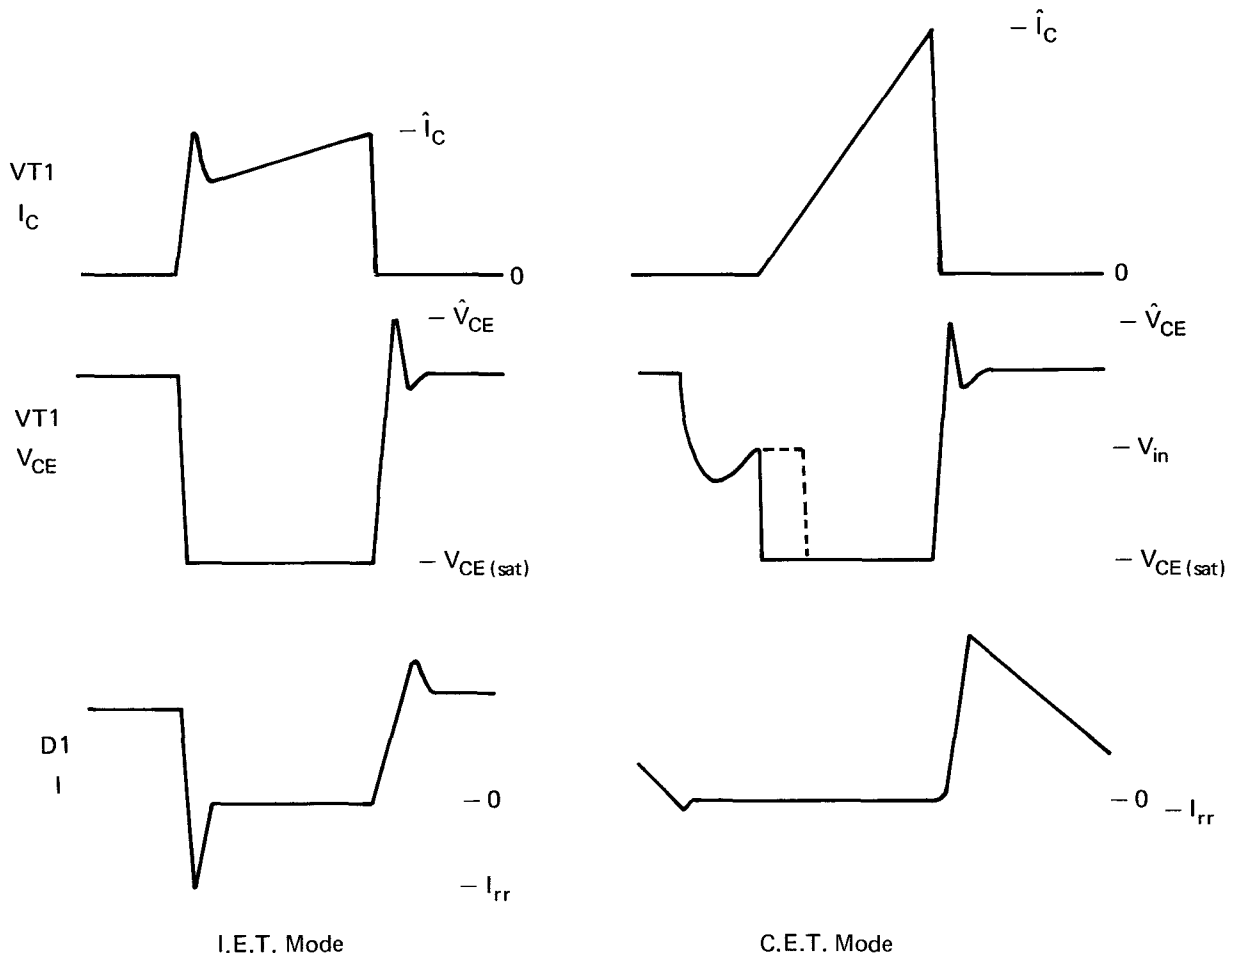 – Î_C
– Î_C
VT1
I_C
0
0
– V̂_CE
– V̂_CE
VT1
V_CE
– V_in
– V_CE (sat)
– V_CE (sat)
D1
I
– 0
– 0
– I_rr
– I_rr
I.E.T. Mode
C.E.T. Mode